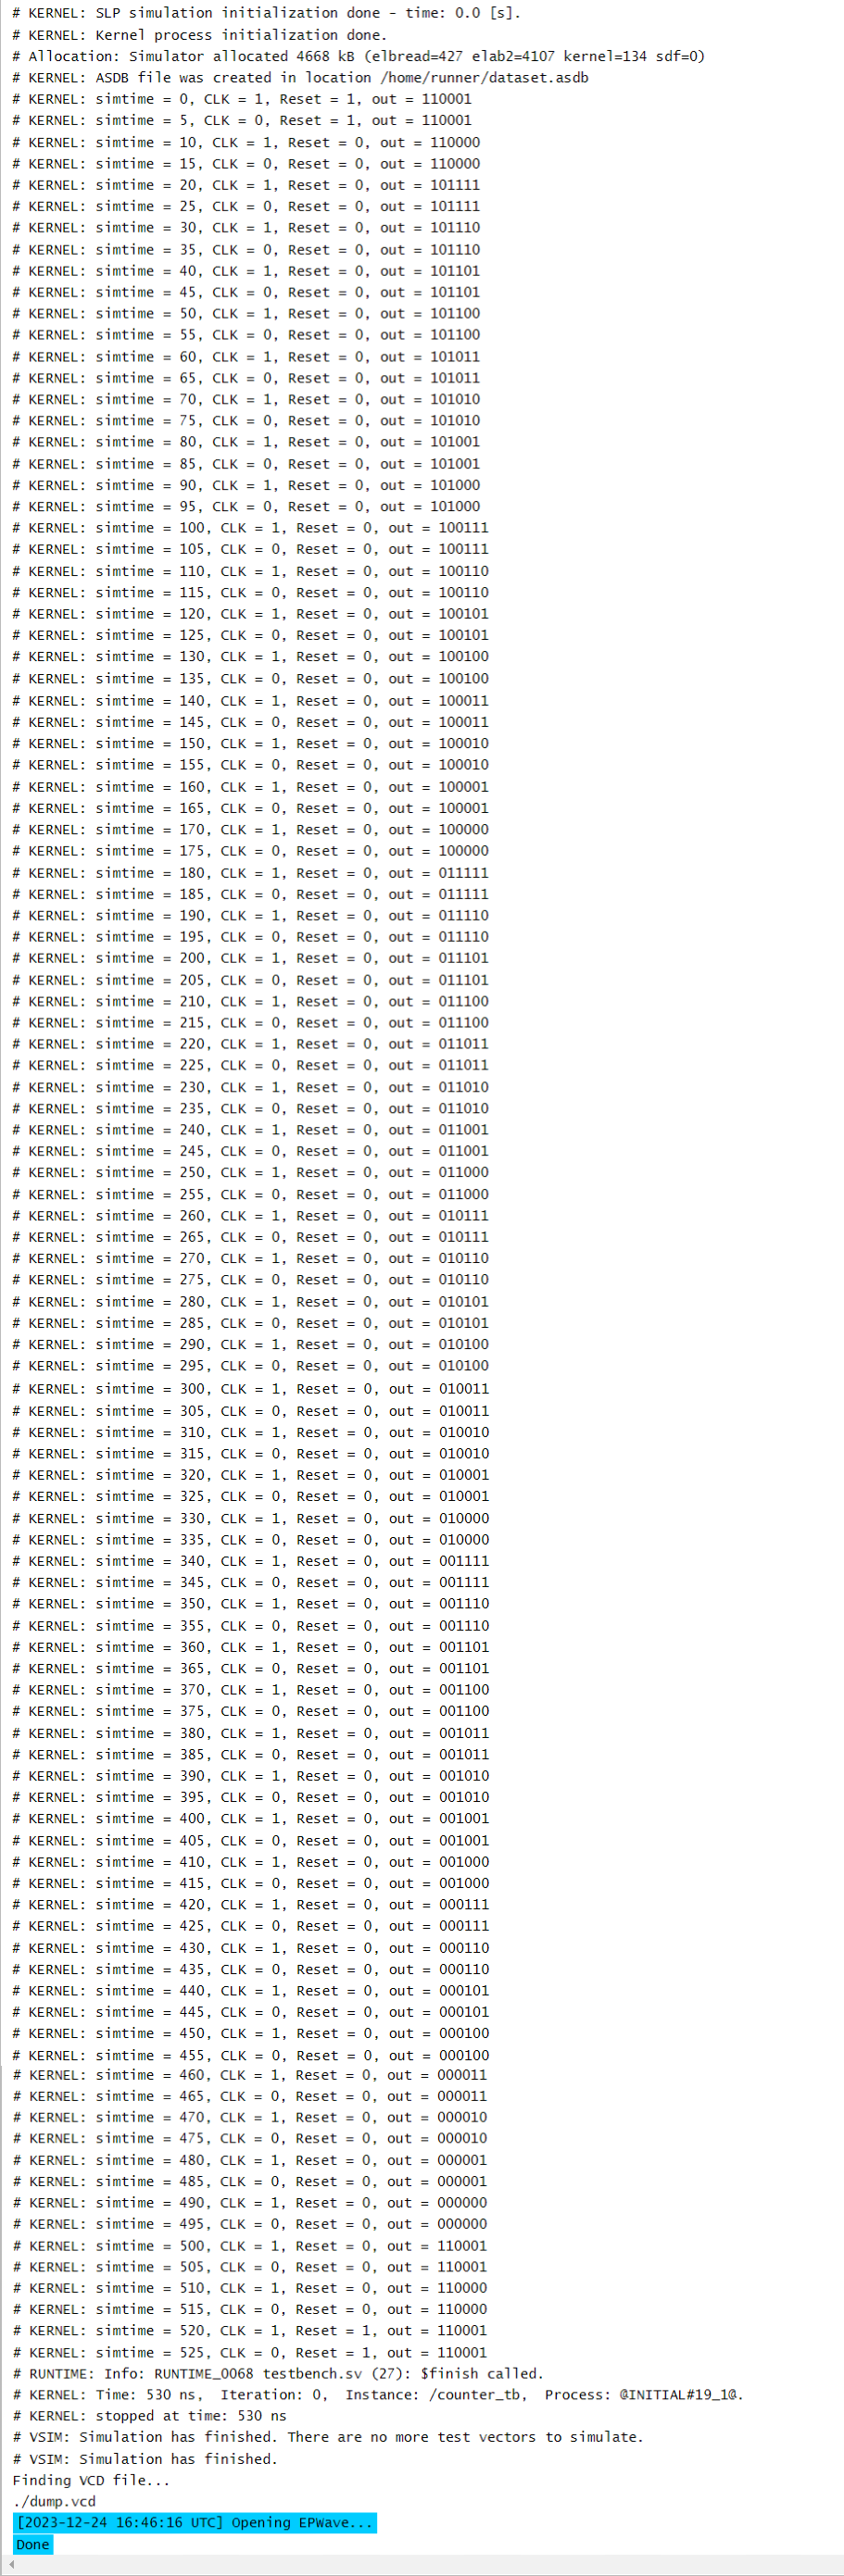 # KERNEL: SLP simulation initialization done - time: 0.0 [s].
# KERNEL: Kernel process initialization done.
# Allocation: Simulator allocated 4668 kB (elbread=427 elab2=4107 kernel=134 sdf=0)
# KERNEL: ASDB file was created in location /home/runner/dataset.asdb
# KERNEL: simtime = 0, CLK = 1, Reset = 1, out = 110001
# KERNEL: simtime = 5, CLK = 0, Reset = 1, out = 110001
# KERNEL: simtime = 10, CLK = 1, Reset = 0, out = 110000
# KERNEL: simtime = 15, CLK = 0, Reset = 0, out = 110000
# KERNEL: simtime = 20, CLK = 1, Reset = 0, out = 101111
# KERNEL: simtime = 25, CLK = 0, Reset = 0, out = 101111
# KERNEL: simtime = 30, CLK = 1, Reset = 0, out = 101110
# KERNEL: simtime = 35, CLK = 0, Reset = 0, out = 101110
# KERNEL: simtime = 40, CLK = 1, Reset = 0, out = 101101
# KERNEL: simtime = 45, CLK = 0, Reset = 0, out = 101101
# KERNEL: simtime = 50, CLK = 1, Reset = 0, out = 101100
# KERNEL: simtime = 55, CLK = 0, Reset = 0, out = 101100
# KERNEL: simtime = 60, CLK = 1, Reset = 0, out = 101011
# KERNEL: simtime = 65, CLK = 0, Reset = 0, out = 101011
# KERNEL: simtime = 70, CLK = 1, Reset = 0, out = 101010
# KERNEL: simtime = 75, CLK = 0, Reset = 0, out = 101010
# KERNEL: simtime = 80, CLK = 1, Reset = 0, out = 101001
# KERNEL: simtime = 85, CLK = 0, Reset = 0, out = 101001
# KERNEL: simtime = 90, CLK = 1, Reset = 0, out = 101000
# KERNEL: simtime = 95, CLK = 0, Reset = 0, out = 101000
# KERNEL: simtime = 100, CLK = 1, Reset = 0, out = 100111
# KERNEL: simtime = 105, CLK = 0, Reset = 0, out = 100111
# KERNEL: simtime = 110, CLK = 1, Reset = 0, out = 100110
# KERNEL: simtime = 115, CLK = 0, Reset = 0, out = 100110
# KERNEL: simtime = 120, CLK = 1, Reset = 0, out = 100101
# KERNEL: simtime = 125, CLK = 0, Reset = 0, out = 100101
# KERNEL: simtime = 130, CLK = 1, Reset = 0, out = 100100
# KERNEL: simtime = 135, CLK = 0, Reset = 0, out = 100100
# KERNEL: simtime = 140, CLK = 1, Reset = 0, out = 100011
# KERNEL: simtime = 145, CLK = 0, Reset = 0, out = 100011
# KERNEL: simtime = 150, CLK = 1, Reset = 0, out = 100010
# KERNEL: simtime = 155, CLK = 0, Reset = 0, out = 100010
# KERNEL: simtime = 160, CLK = 1, Reset = 0, out = 100001
# KERNEL: simtime = 165, CLK = 0, Reset = 0, out = 100001
# KERNEL: simtime = 170, CLK = 1, Reset = 0, out = 100000
# KERNEL: simtime = 175, CLK = 0, Reset = 0, out = 100000
# KERNEL: simtime = 180, CLK = 1, Reset = 0, out = 011111
# KERNEL: simtime = 185, CLK = 0, Reset = 0, out = 011111
# KERNEL: simtime = 190, CLK = 1, Reset = 0, out = 011110
# KERNEL: simtime = 195, CLK = 0, Reset = 0, out = 011110
# KERNEL: simtime = 200, CLK = 1, Reset = 0, out = 011101
# KERNEL: simtime = 205, CLK = 0, Reset = 0, out = 011101
# KERNEL: simtime = 210, CLK = 1, Reset = 0, out = 011100
# KERNEL: simtime = 215, CLK = 0, Reset = 0, out = 011100
# KERNEL: simtime = 220, CLK = 1, Reset = 0, out = 011011
# KERNEL: simtime = 225, CLK = 0, Reset = 0, out = 011011
# KERNEL: simtime = 230, CLK = 1, Reset = 0, out = 011010
# KERNEL: simtime = 235, CLK = 0, Reset = 0, out = 011010
# KERNEL: simtime = 240, CLK = 1, Reset = 0, out = 011001
# KERNEL: simtime = 245, CLK = 0, Reset = 0, out = 011001
# KERNEL: simtime = 250, CLK = 1, Reset = 0, out = 011000
# KERNEL: simtime = 255, CLK = 0, Reset = 0, out = 011000
# KERNEL: simtime = 260, CLK = 1, Reset = 0, out = 010111
# KERNEL: simtime = 265, CLK = 0, Reset = 0, out = 010111
# KERNEL: simtime = 270, CLK = 1, Reset = 0, out = 010110
# KERNEL: simtime = 275, CLK = 0, Reset = 0, out = 010110
# KERNEL: simtime = 280, CLK = 1, Reset = 0, out = 010101
# KERNEL: simtime = 285, CLK = 0, Reset = 0, out = 010101
# KERNEL: simtime = 290, CLK = 1, Reset = 0, out = 010100
# KERNEL: simtime = 295, CLK = 0, Reset = 0, out = 010100
# KERNEL: simtime = 300, CLK = 1, Reset = 0, out = 010011
# KERNEL: simtime = 305, CLK = 0, Reset = 0, out = 010011
# KERNEL: simtime = 310, CLK = 1, Reset = 0, out = 010010
# KERNEL: simtime = 315, CLK = 0, Reset = 0, out = 010010
# KERNEL: simtime = 320, CLK = 1, Reset = 0, out = 010001
# KERNEL: simtime = 325, CLK = 0, Reset = 0, out = 010001
# KERNEL: simtime = 330, CLK = 1, Reset = 0, out = 010000
# KERNEL: simtime = 335, CLK = 0, Reset = 0, out = 010000
# KERNEL: simtime = 340, CLK = 1, Reset = 0, out = 001111
# KERNEL: simtime = 345, CLK = 0, Reset = 0, out = 001111
# KERNEL: simtime = 350, CLK = 1, Reset = 0, out = 001110
# KERNEL: simtime = 355, CLK = 0, Reset = 0, out = 001110
# KERNEL: simtime = 360, CLK = 1, Reset = 0, out = 001101
# KERNEL: simtime = 365, CLK = 0, Reset = 0, out = 001101
# KERNEL: simtime = 370, CLK = 1, Reset = 0, out = 001100
# KERNEL: simtime = 375, CLK = 0, Reset = 0, out = 001100
# KERNEL: simtime = 380, CLK = 1, Reset = 0, out = 001011
# KERNEL: simtime = 385, CLK = 0, Reset = 0, out = 001011
# KERNEL: simtime = 390, CLK = 1, Reset = 0, out = 001010
# KERNEL: simtime = 395, CLK = 0, Reset = 0, out = 001010
# KERNEL: simtime = 400, CLK = 1, Reset = 0, out = 001001
# KERNEL: simtime = 405, CLK = 0, Reset = 0, out = 001001
# KERNEL: simtime = 410, CLK = 1, Reset = 0, out = 001000
# KERNEL: simtime = 415, CLK = 0, Reset = 0, out = 001000
# KERNEL: simtime = 420, CLK = 1, Reset = 0, out = 000111
# KERNEL: simtime = 425, CLK = 0, Reset = 0, out = 000111
# KERNEL: simtime = 430, CLK = 1, Reset = 0, out = 000110
# KERNEL: simtime = 435, CLK = 0, Reset = 0, out = 000110
# KERNEL: simtime = 440, CLK = 1, Reset = 0, out = 000101
# KERNEL: simtime = 445, CLK = 0, Reset = 0, out = 000101
# KERNEL: simtime = 450, CLK = 1, Reset = 0, out = 000100
# KERNEL: simtime = 455, CLK = 0, Reset = 0, out = 000100
# KERNEL: simtime = 460, CLK = 1, Reset = 0, out = 000011
# KERNEL: simtime = 465, CLK = 0, Reset = 0, out = 000011
# KERNEL: simtime = 470, CLK = 1, Reset = 0, out = 000010
# KERNEL: simtime = 475, CLK = 0, Reset = 0, out = 000010
# KERNEL: simtime = 480, CLK = 1, Reset = 0, out = 000001
# KERNEL: simtime = 485, CLK = 0, Reset = 0, out = 000001
# KERNEL: simtime = 490, CLK = 1, Reset = 0, out = 000000
# KERNEL: simtime = 495, CLK = 0, Reset = 0, out = 000000
# KERNEL: simtime = 500, CLK = 1, Reset = 0, out = 110001
# KERNEL: simtime = 505, CLK = 0, Reset = 0, out = 110001
# KERNEL: simtime = 510, CLK = 1, Reset = 0, out = 110000
# KERNEL: simtime = 515, CLK = 0, Reset = 0, out = 110000
# KERNEL: simtime = 520, CLK = 1, Reset = 1, out = 110001
# KERNEL: simtime = 525, CLK = 0, Reset = 1, out = 110001
# RUNTIME: Info: RUNTIME_0068 testbench.sv (27): $finish called.
# KERNEL: Time: 530 ns,  Iteration: 0,  Instance: /counter_tb,  Process: @INITIAL#19_1@.
# KERNEL: stopped at time: 530 ns
# VSIM: Simulation has finished. There are no more test vectors to simulate.
# VSIM: Simulation has finished.
Finding VCD file...
./dump.vcd
[2023-12-24 16:46:16 UTC] Opening EPWave...
Done